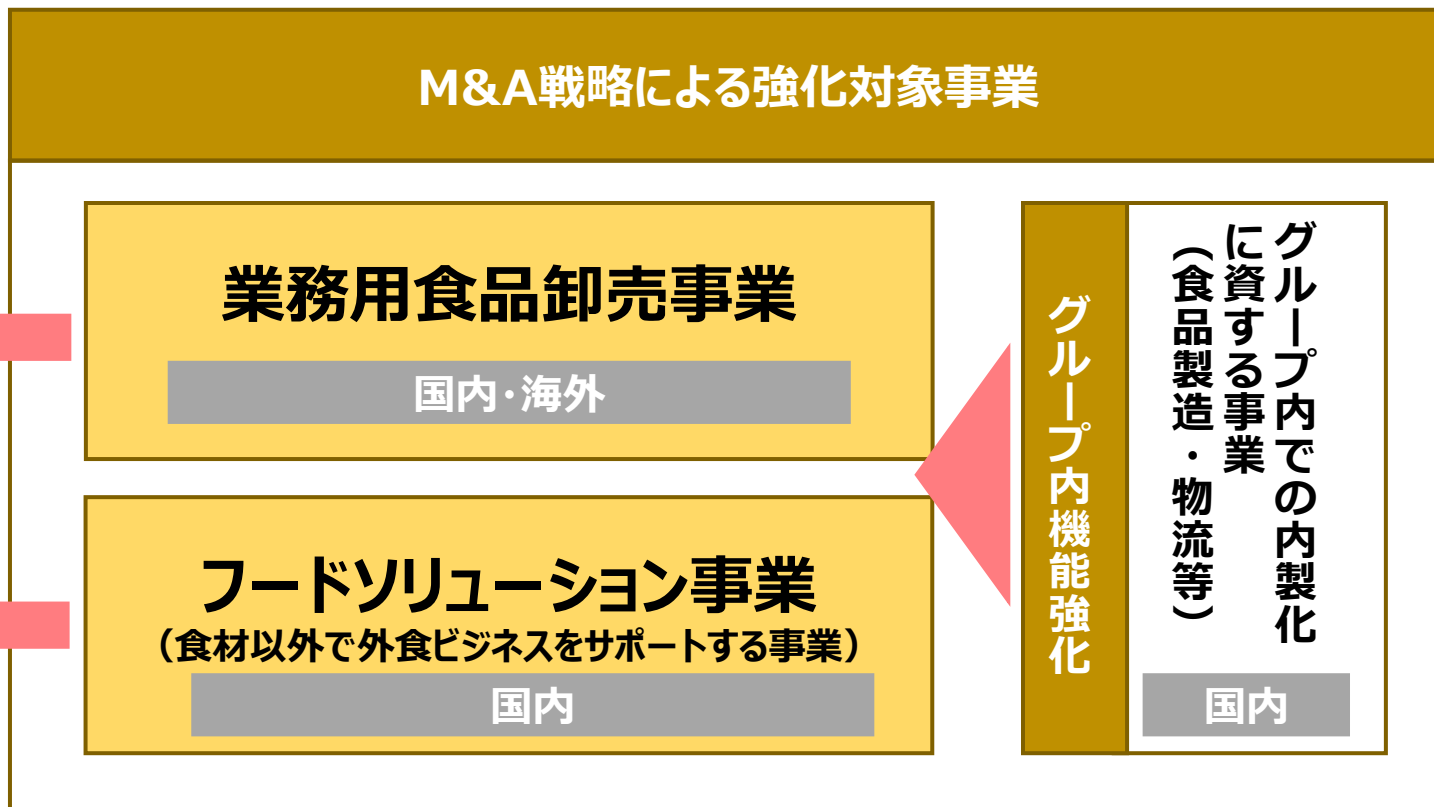 M&A戦略による強化対象事業
業務用食品卸売事業
国内・海外
フードソリューション事業
（食材以外で外食ビジネスをサポートする事業）
国内
グループ内機能強化
グループ内での内製化
に資する事業
（食品製造・物流等）
国内